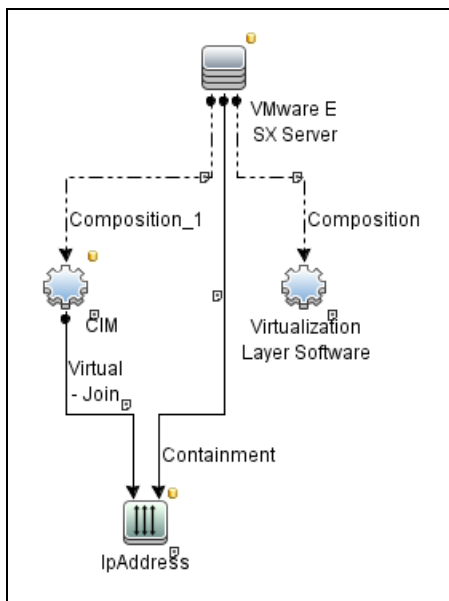 VMware E
SX Server
Composition_1
Composition
CIM
Virtualization
Layer Software
Virtual
- Join
Containment
IpAddress